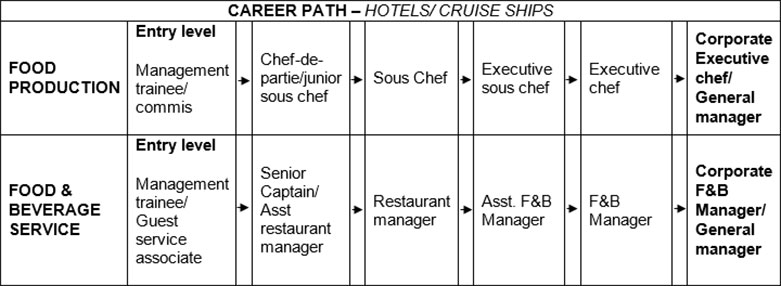 CAREER PATH – HOTELS/ CRUISE SHIPS
FOOD
PRODUCTION
Entry level
Management
trainee/
commis
Chef-de-
partie/junior
sous chef
Sous Chef
Executive
sous chef
Executive
chef
Corporate
Executive
chef/
General
manager
FOOD &
BEVERAGE
SERVICE
Entry level
Management
trainee/
Guest
service
associate
Senior
Captain/
Asst
restaurant
manager
Restaurant
manager
Asst. F&B
Manager
F&B
Manager
Corporate
F&B
Manager/
General
manager